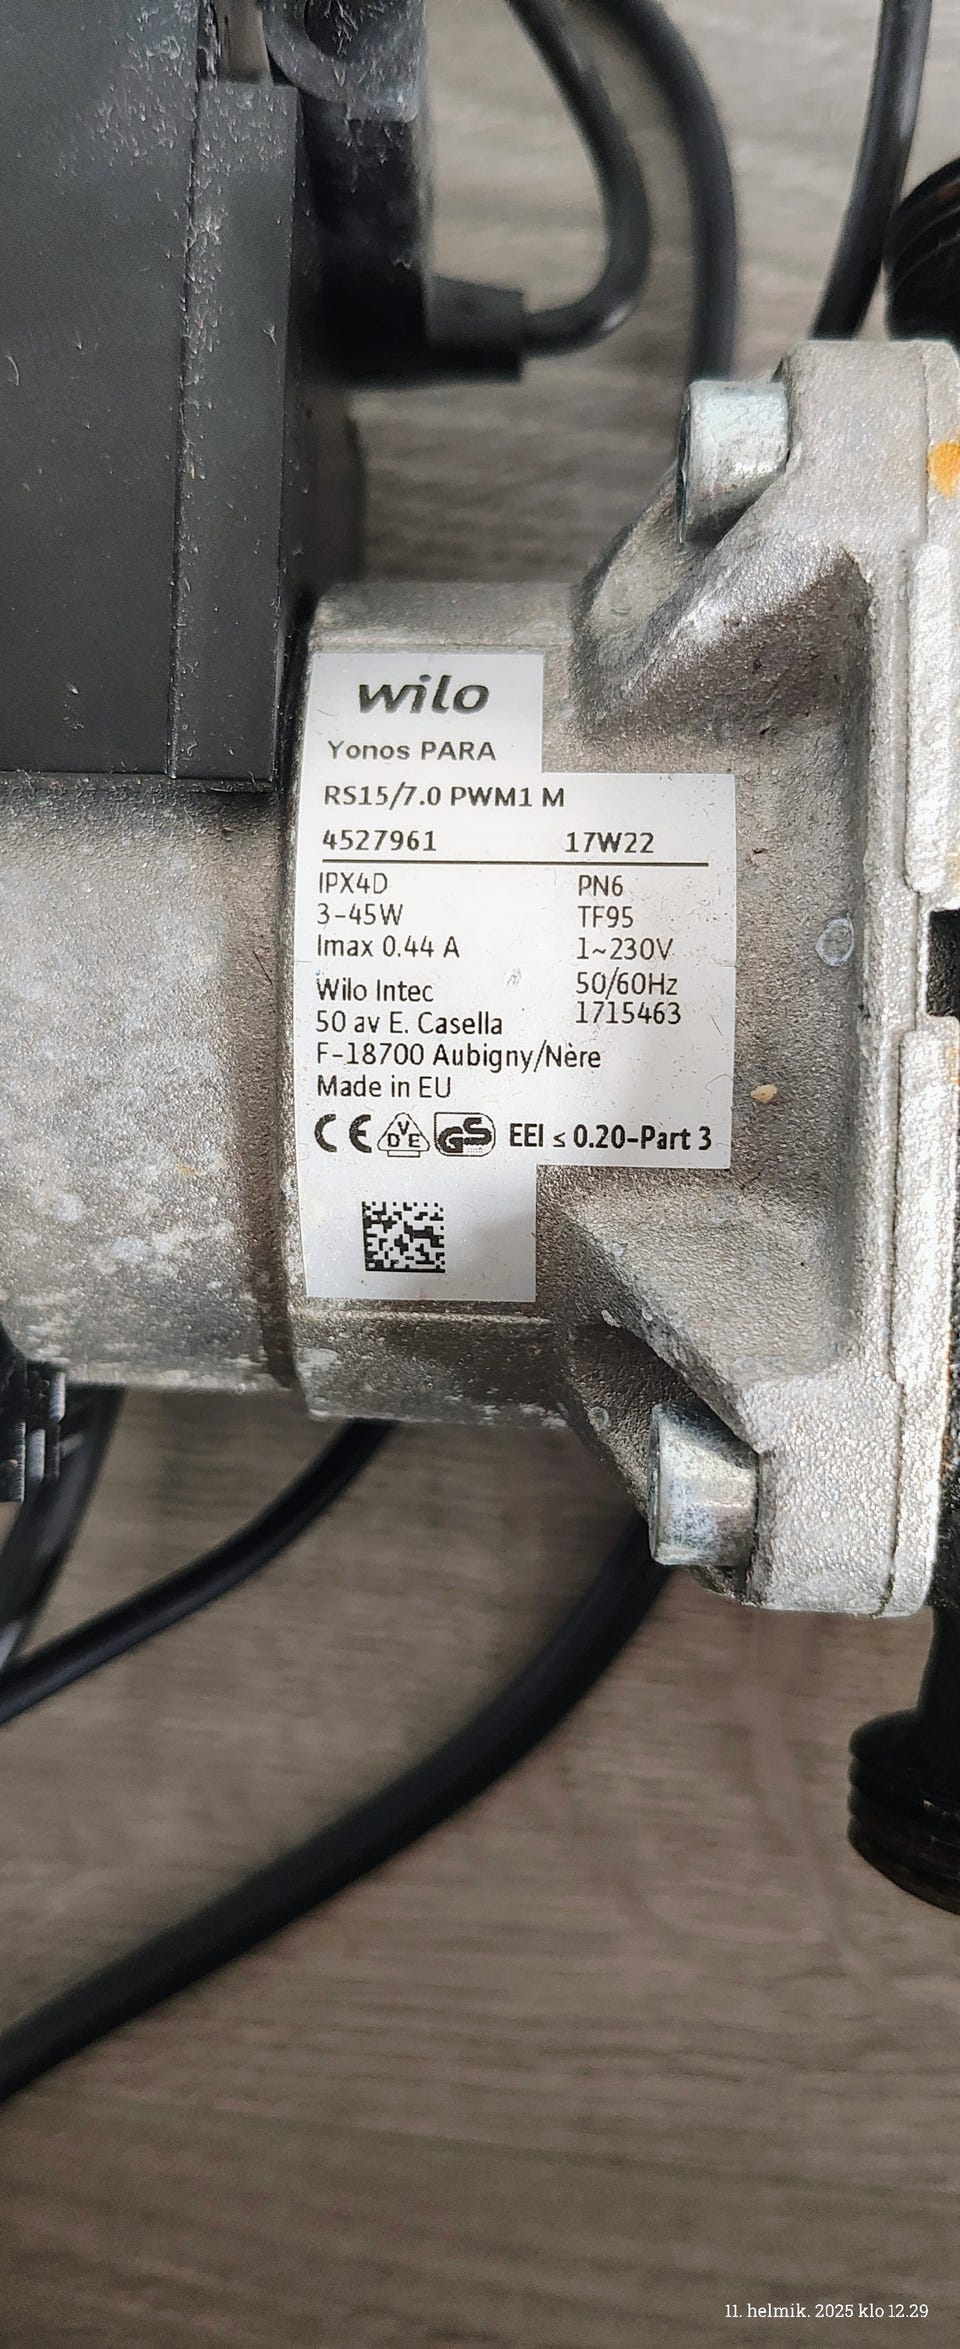 wilo
Yonos PARA
RS15/7.0 PWM1 M
4527961 17W22
IPX4D PN6
3-45W TF95
Imax 0.44 A 1~230V
Wilo Intec 50/60Hz
50 av E. Casella 1715463
F-18700 Aubigny/Nère
Made in EU
CE VDE GS EEI ≤ 0.20-Part 3
11. helmik. 2025 klo 12.29